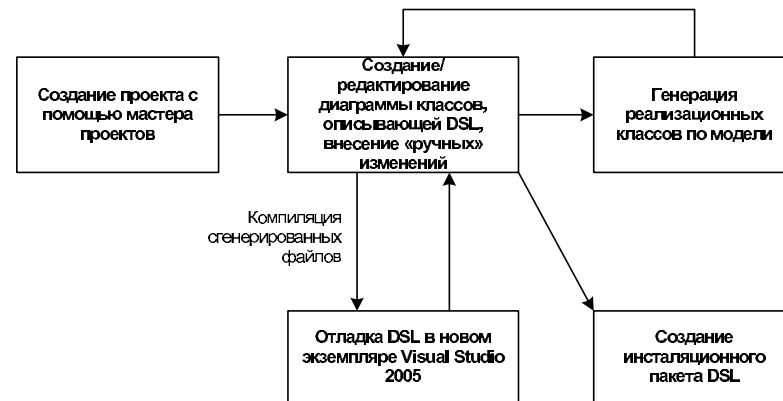 Создание проекта с
помощью мастера
проектов
Создание/
редактирование
диаграммы классов,
описывающей DSL,
внесение «ручных»
изменений
Генерация
реализационных
классов по модели
Компиляция
сгенерированных
файлов
Отладка DSL в новом
экземпляре Visual Studio
2005
Создание
инсталяционного
пакета DSL